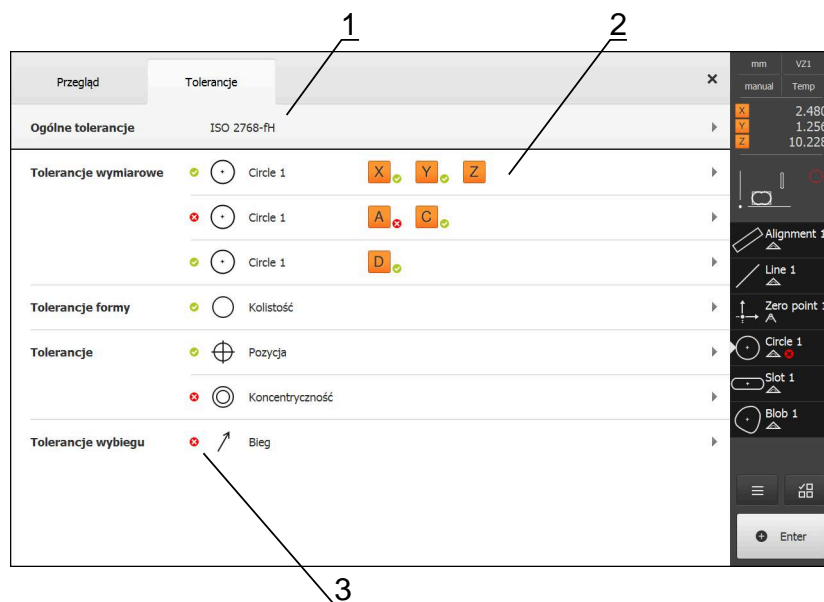 1
2
Przegląd
Tolerancje
Ogólne tolerancje
ISO 2768-fH
Tolerancje wymiarowe
Circle 1
X
Y
Z
Circle 1
A
C
Circle 1
D
Tolerancje formy
Kolistość
Tolerancje
Pozycja
Koncentryczność
Tolerancje wybiegu
Bieg
3
mm
VZ1
manual
Temp
X
2.480
Y
1.256
Z
10.228
Alignment 1
Line 1
Zero point 1
Circle 1
Slot 1
Blob 1
Enter